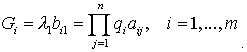 G_i = λ_1 b_{i1} = ∏_{j=1}^{n} q_i a_{ij}, i = 1,...,m .